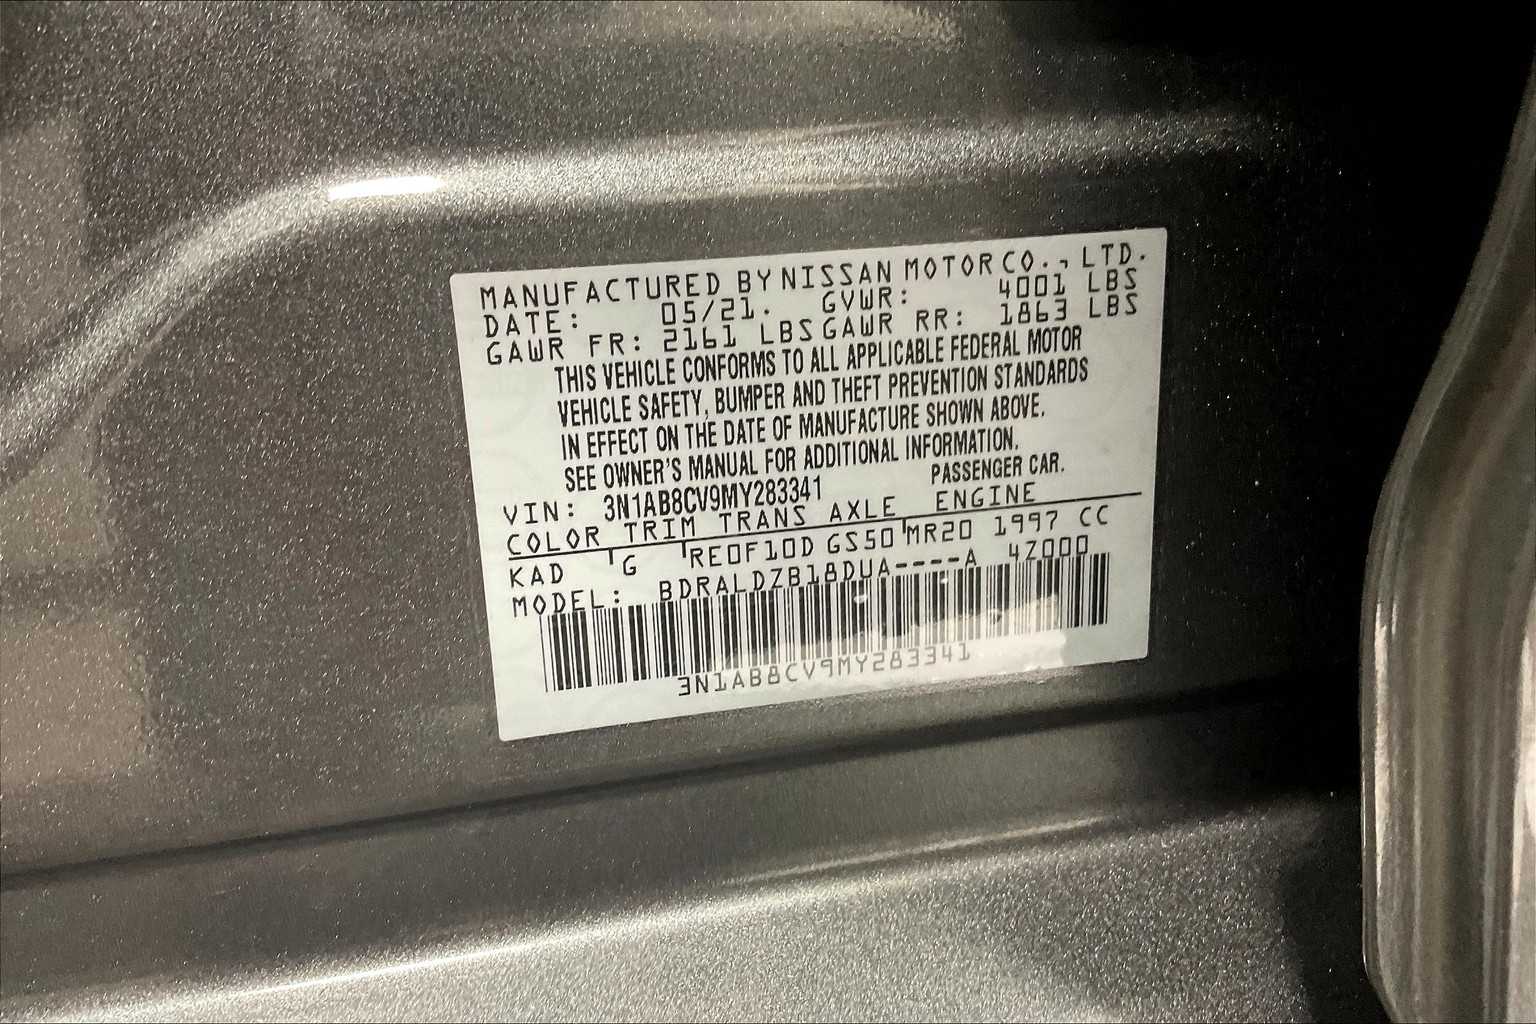 MANUFACTURED BY NISSAN MOTOR CO., LTD.
DATE: 05/21. GVWR: 4001 LBS
GAWR FR: 2161 LBS GAWR RR: 1863 LBS
THIS VEHICLE CONFORMS TO ALL APPLICABLE FEDERAL MOTOR
VEHICLE SAFETY, BUMPER AND THEFT PREVENTION STANDARDS
IN EFFECT ON THE DATE OF MANUFACTURE SHOWN ABOVE.
SEE OWNER'S MANUAL FOR ADDITIONAL INFORMATION.
PASSENGER CAR.
VIN: 3N1AB8CV9MY283341
COLOR TRIM TRANS AXLE ENGINE
KAD G RE0F10D GS50 MR20 1997 CC
MODEL: BDRALDZB18DUA----A 4Z000
3N1AB8CV9MY283341